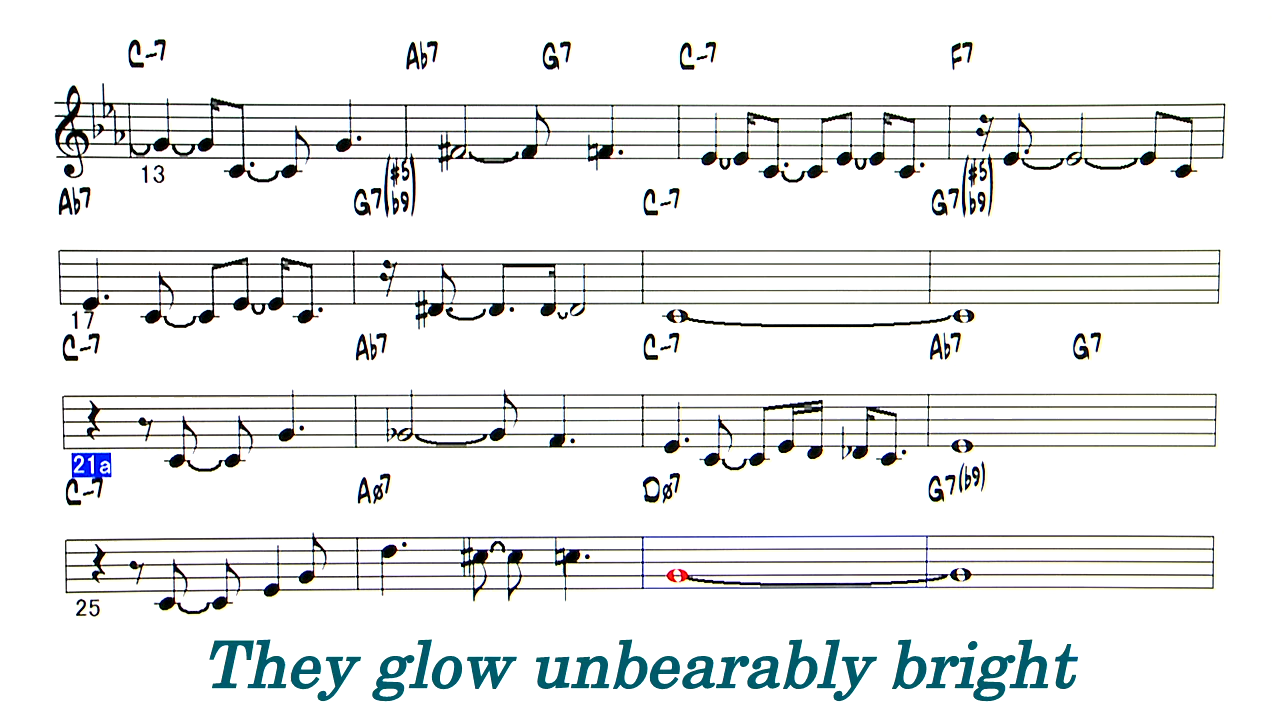 C-7 Ab7 G7 C-7 F7
13
Ab7 G7(#5 b9) C-7 G7(#5 b9)
17
C-7 Ab7 C-7 Ab7 G7
21a
C-7 Aø7 Dø7 G7(b9)
25
They glow unbearably bright